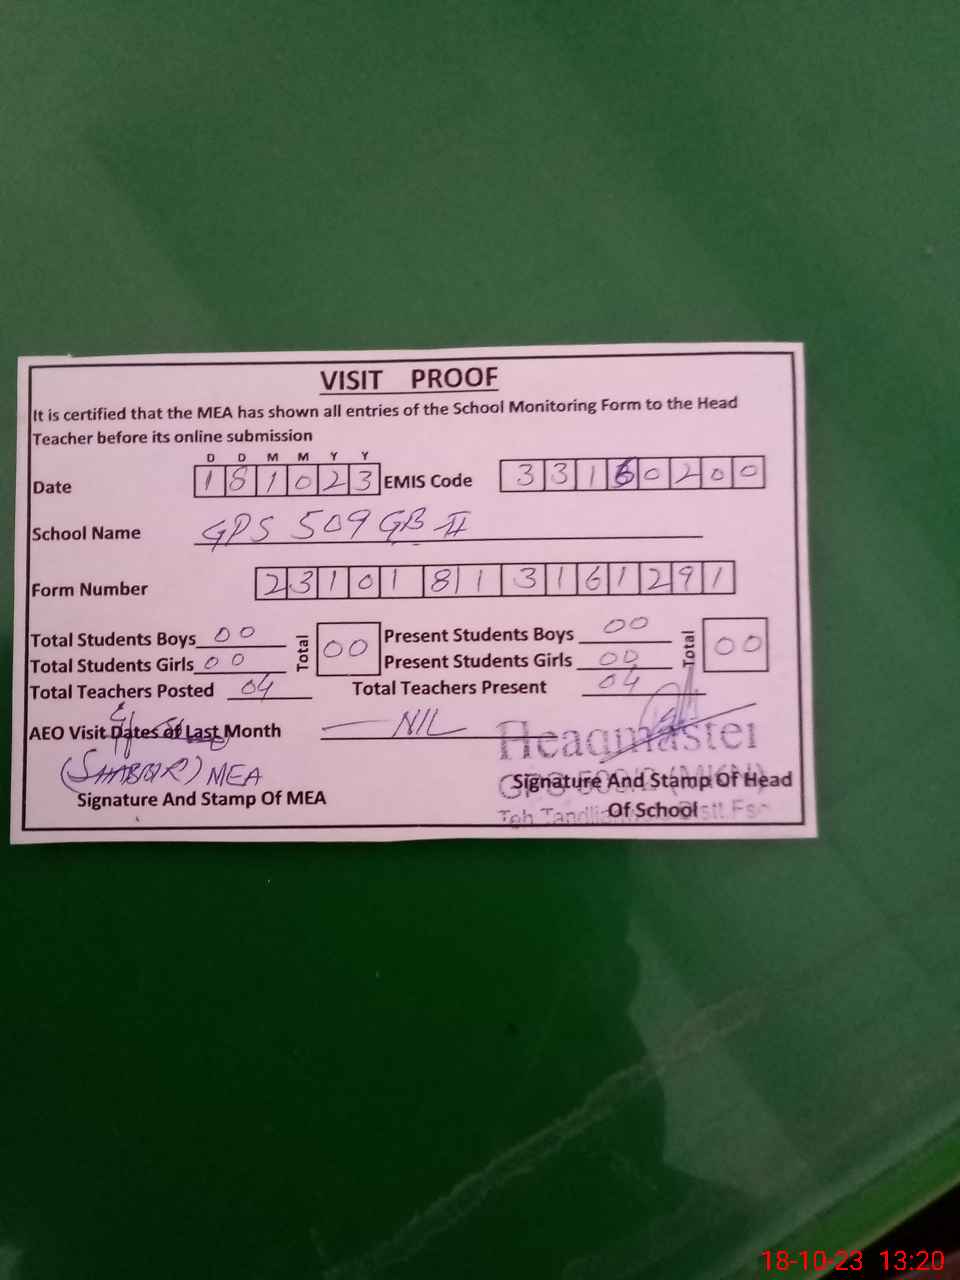 VISIT PROOF
It is certified that the MEA has shown all entries of the School Monitoring Form to the Head
Teacher before its online submission
D D M M Y Y
Date 181023 EMIS Code 33160200
School Name GPS 509 GB II
Form Number 23101813161291
Total Students Boys 00 Total 00 Present Students Boys 00 Total 00
Total Students Girls 00 Present Students Girls 00
Total Teachers Posted 04 Total Teachers Present 04
AEO Visit Dates of Last Month NIL
Headmaster
(SHABBIR) MEA
Signature And Stamp Of MEA Signature And Stamp Of Head
Of School
18-10-23 13:20